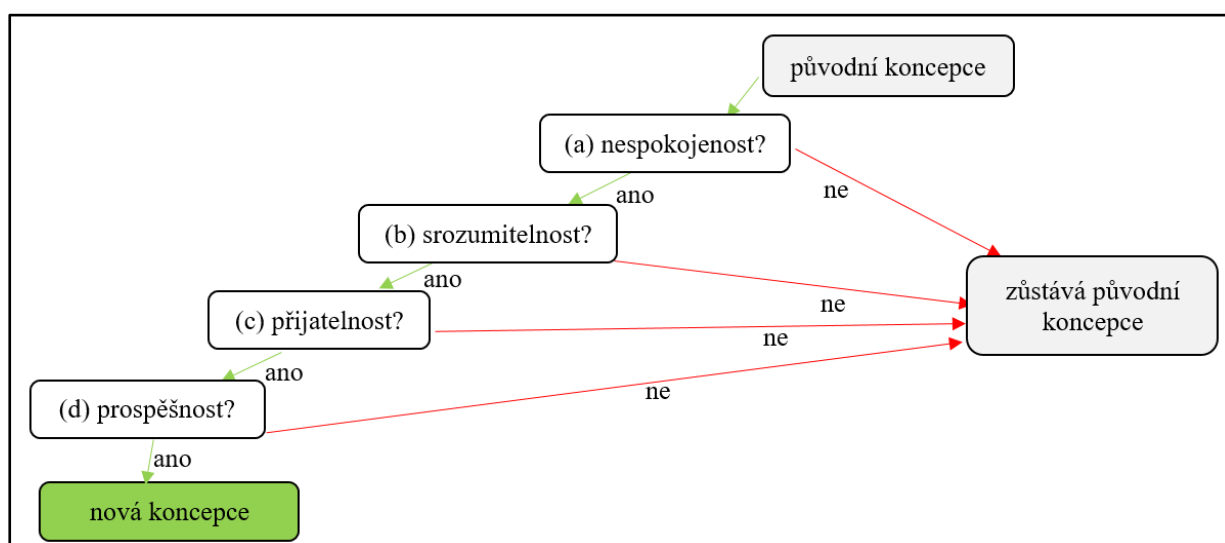 původní koncepce
(a) nespokojenost?
ano
ne
(b) srozumitelnost?
ano
ne
zůstává původní
koncepce
(c) přijatelnost?
ano
ne
(d) prospěšnost?
ne
ano
nová koncepce